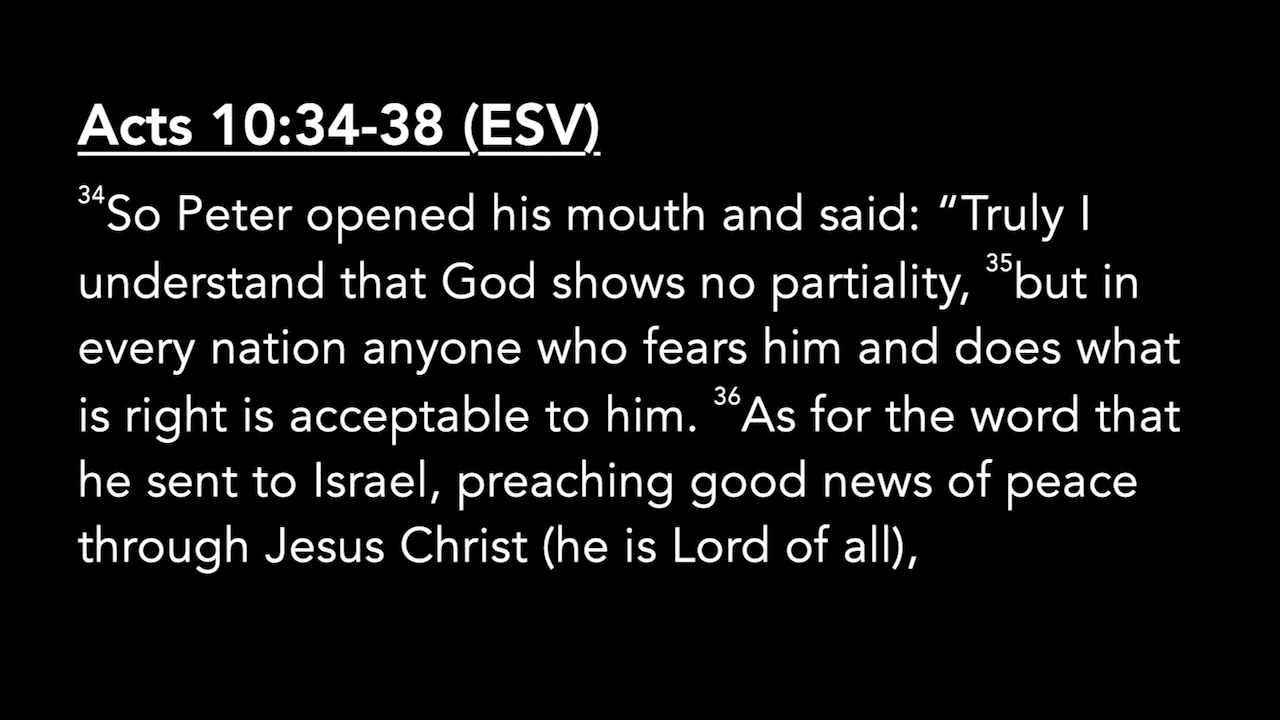 Acts 10:34-38 (ESV)
34So Peter opened his mouth and said: “Truly I
understand that God shows no partiality, 35but in
every nation anyone who fears him and does what
is right is acceptable to him. 36As for the word that
he sent to Israel, preaching good news of peace
through Jesus Christ (he is Lord of all),